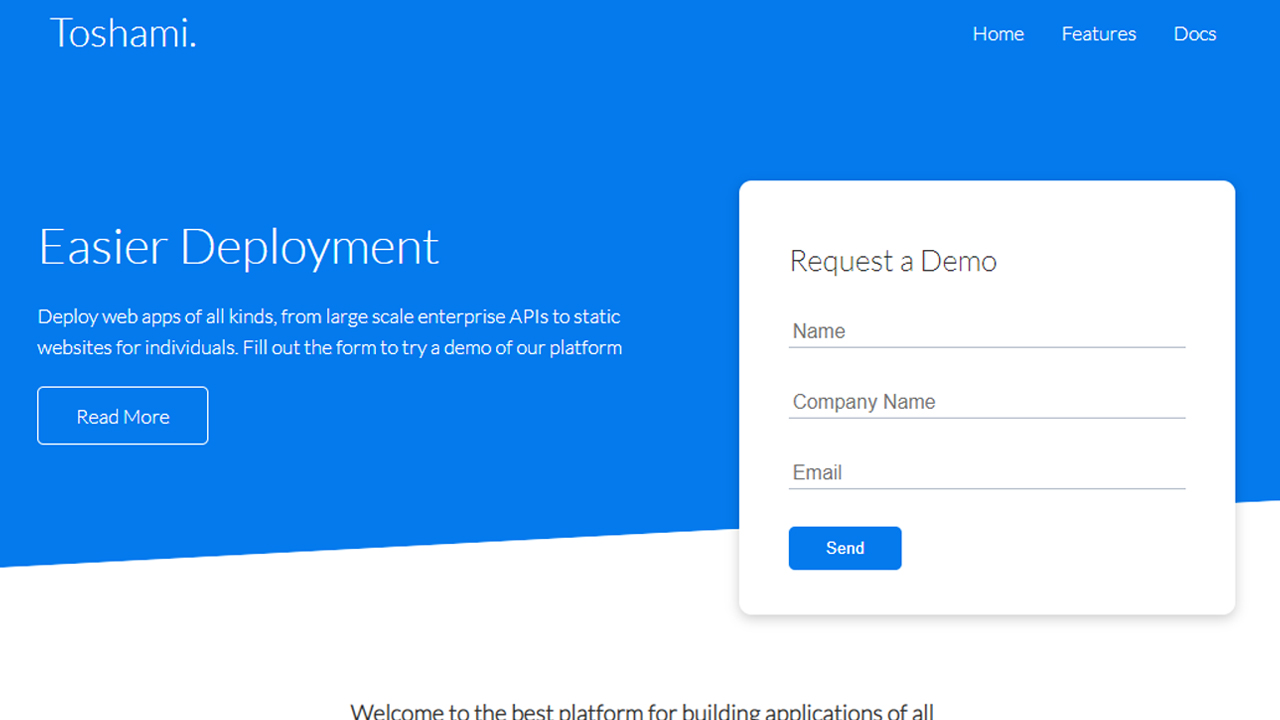 Toshami.
Home
Features
Docs
Easier Deployment
Deploy web apps of all kinds, from large scale enterprise APIs to static
websites for individuals. Fill out the form to try a demo of our platform
Read More
Request a Demo
Name
Company Name
Email
Send
Welcome to the best platform for building applications of all